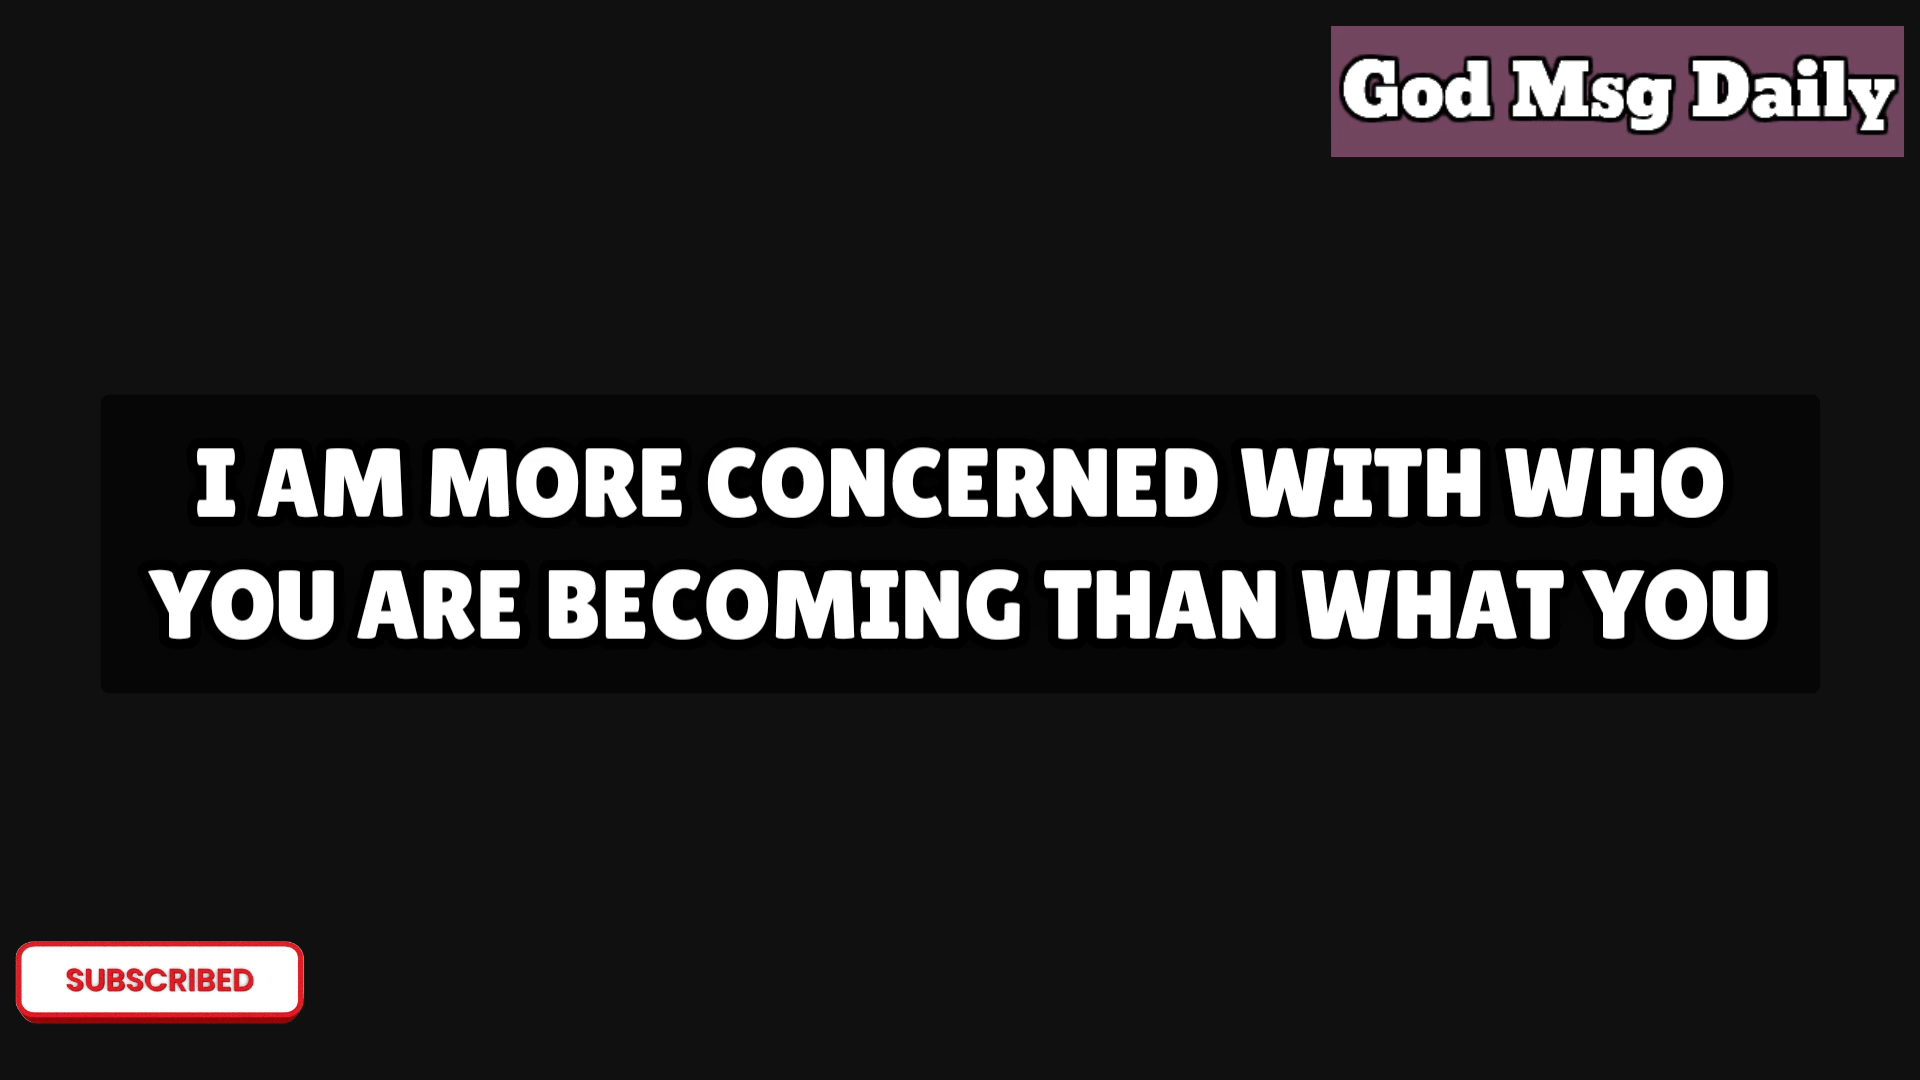 God Msg Daily
I AM MORE CONCERNED WITH WHO
YOU ARE BECOMING THAN WHAT YOU
SUBSCRIBED